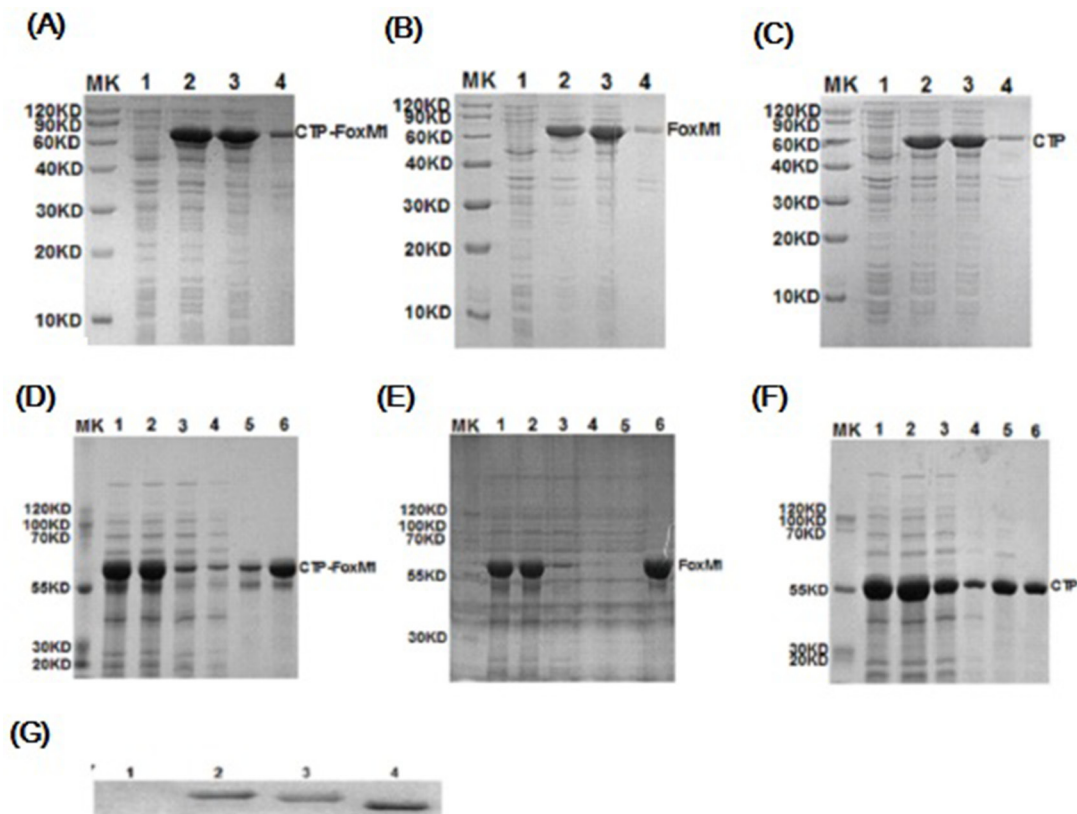 (A)
MK 1 2 3 4
120KD
90KD
60KD
40KD
30KD
20KD
10KD
CTP-FoxM1
(B)
MK 1 2 3 4
120KD
90KD
60KD
40KD
30KD
20KD
10KD
FoxM1
(C)
MK 1 2 3 4
120KD
90KD
60KD
40KD
30KD
20KD
10KD
CTP
(D)
MK 1 2 3 4 5 6
120KD
100KD
70KD
55KD
30KD
20KD
CTP-FoxM1
(E)
MK 1 2 3 4 5 6
120KD
100KD
70KD
55KD
30KD
FoxM1
(F)
MK 1 2 3 4 5 6
120KD
100KD
70KD
55KD
30KD
20KD
CTP
(G)
1 2 3 4